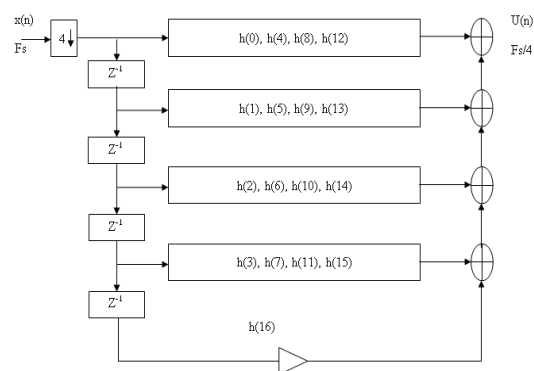 x(n)
Fs
4
h(0), h(4), h(8), h(12)
U(n)
Fs/4
Z-1
h(1), h(5), h(9), h(13)
Z-1
h(2), h(6), h(10), h(14)
Z-1
h(3), h(7), h(11), h(15)
Z-1
h(16)